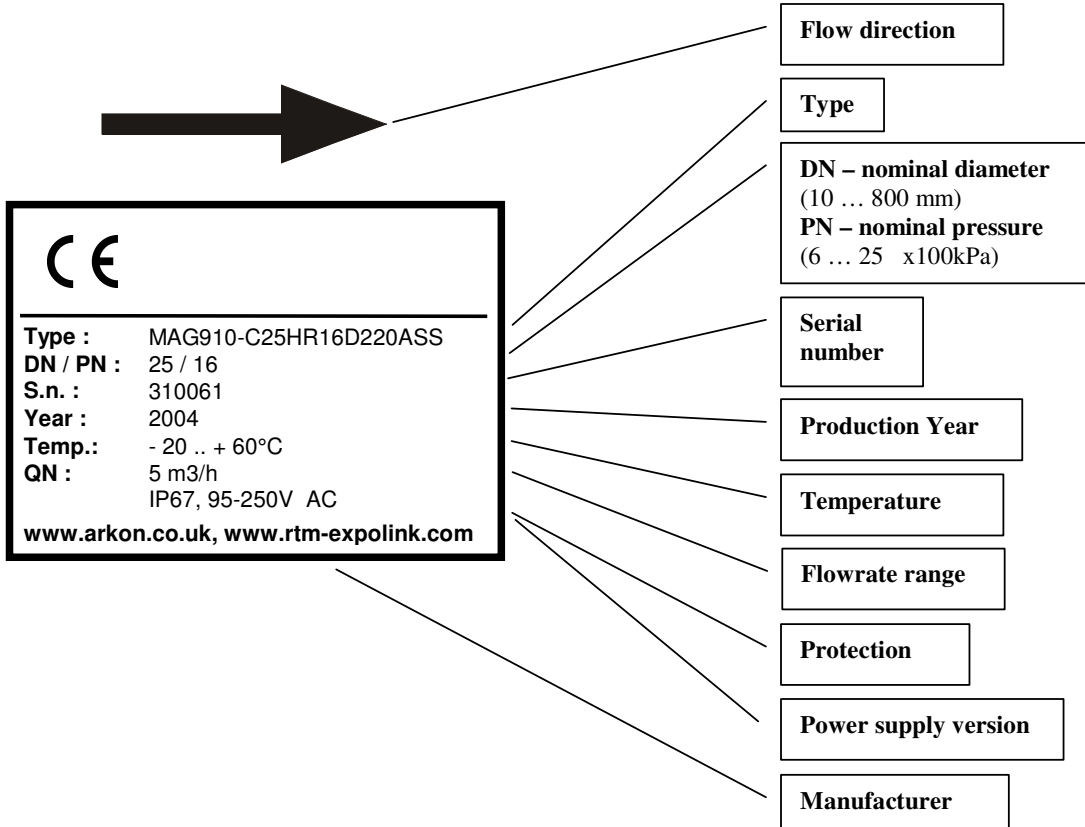 Flow direction
Type
DN – nominal diameter
(10 … 800 mm)
PN – nominal pressure
(6 … 25 x100kPa)
Serial
number
Production Year
Temperature
Flowrate range
Protection
Power supply version
Manufacturer
CE
Type : MAG910-C25HR16D220ASS
DN / PN : 25 / 16
S.n. : 310061
Year : 2004
Temp.: - 20 .. + 60°C
QN : 5 m3/h
IP67, 95-250V AC
www.arkon.co.uk, www.rtm-expolink.com